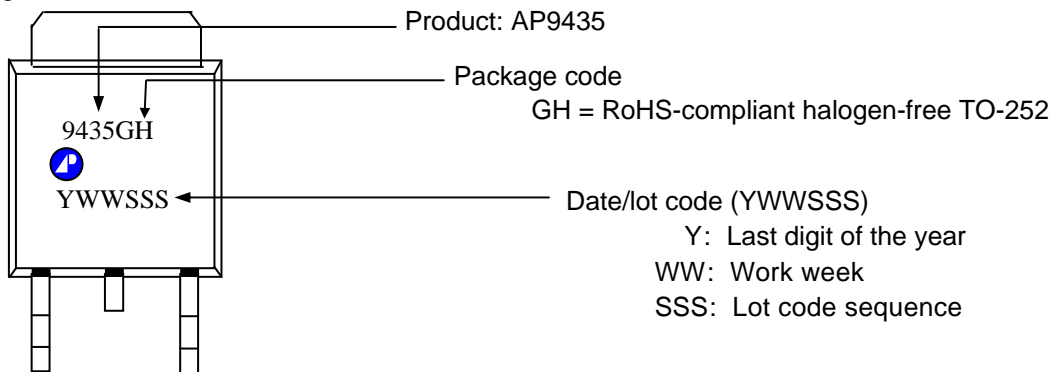 Product: AP9435
Package code
GH = RoHS-compliant halogen-free TO-252
9435GH
YWWSSS
Date/lot code (YWWSSS)
Y: Last digit of the year
WW: Work week
SSS: Lot code sequence